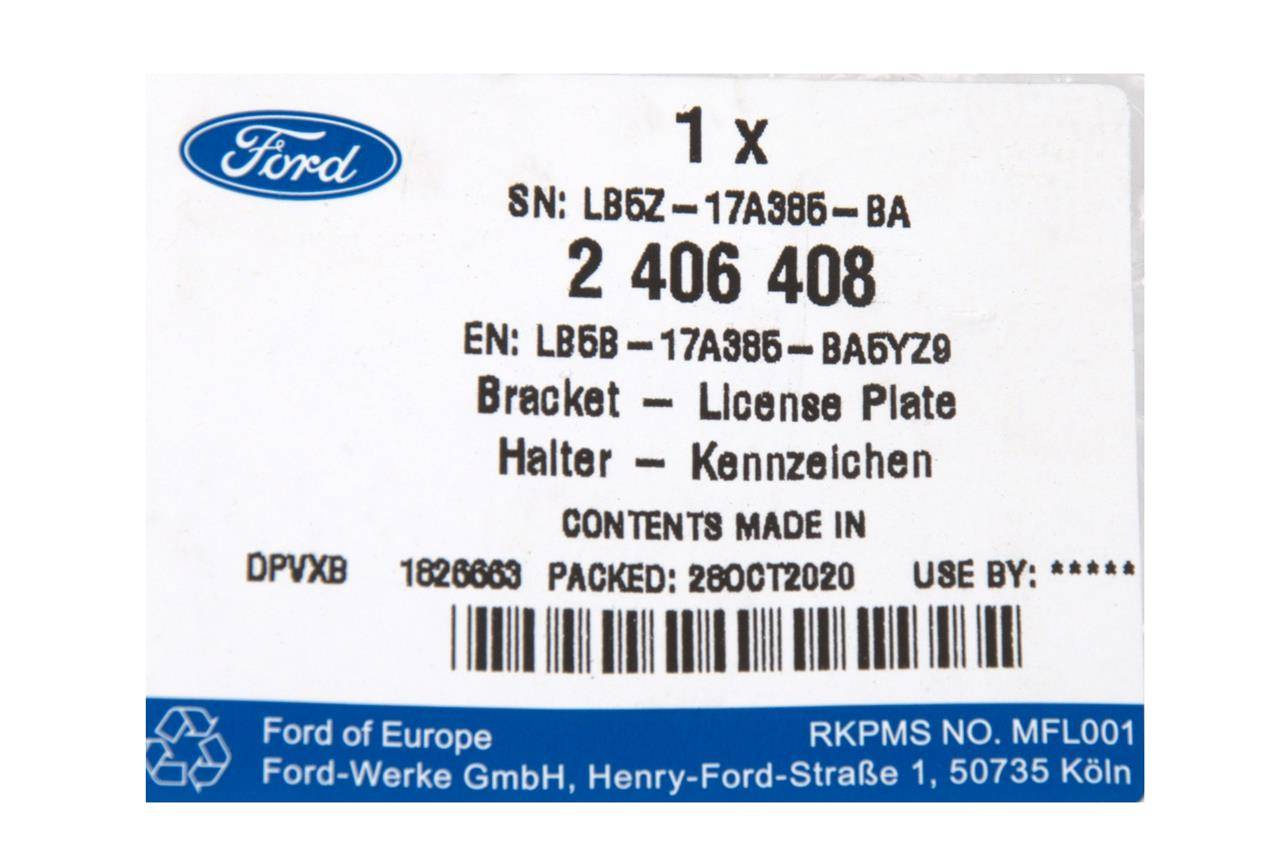 Ford
1 x
SN: LB5Z-17A385-BA
2 406 408
EN: LB5B-17A385-BA5YZ9
Bracket - License Plate
Halter - Kennzeichen
CONTENTS MADE IN
DPVXB 1826663 PACKED: 28OCT2020 USE BY: *****
Ford of Europe RKPMS NO. MFL001
Ford-Werke GmbH, Henry-Ford-Straße 1, 50735 Köln